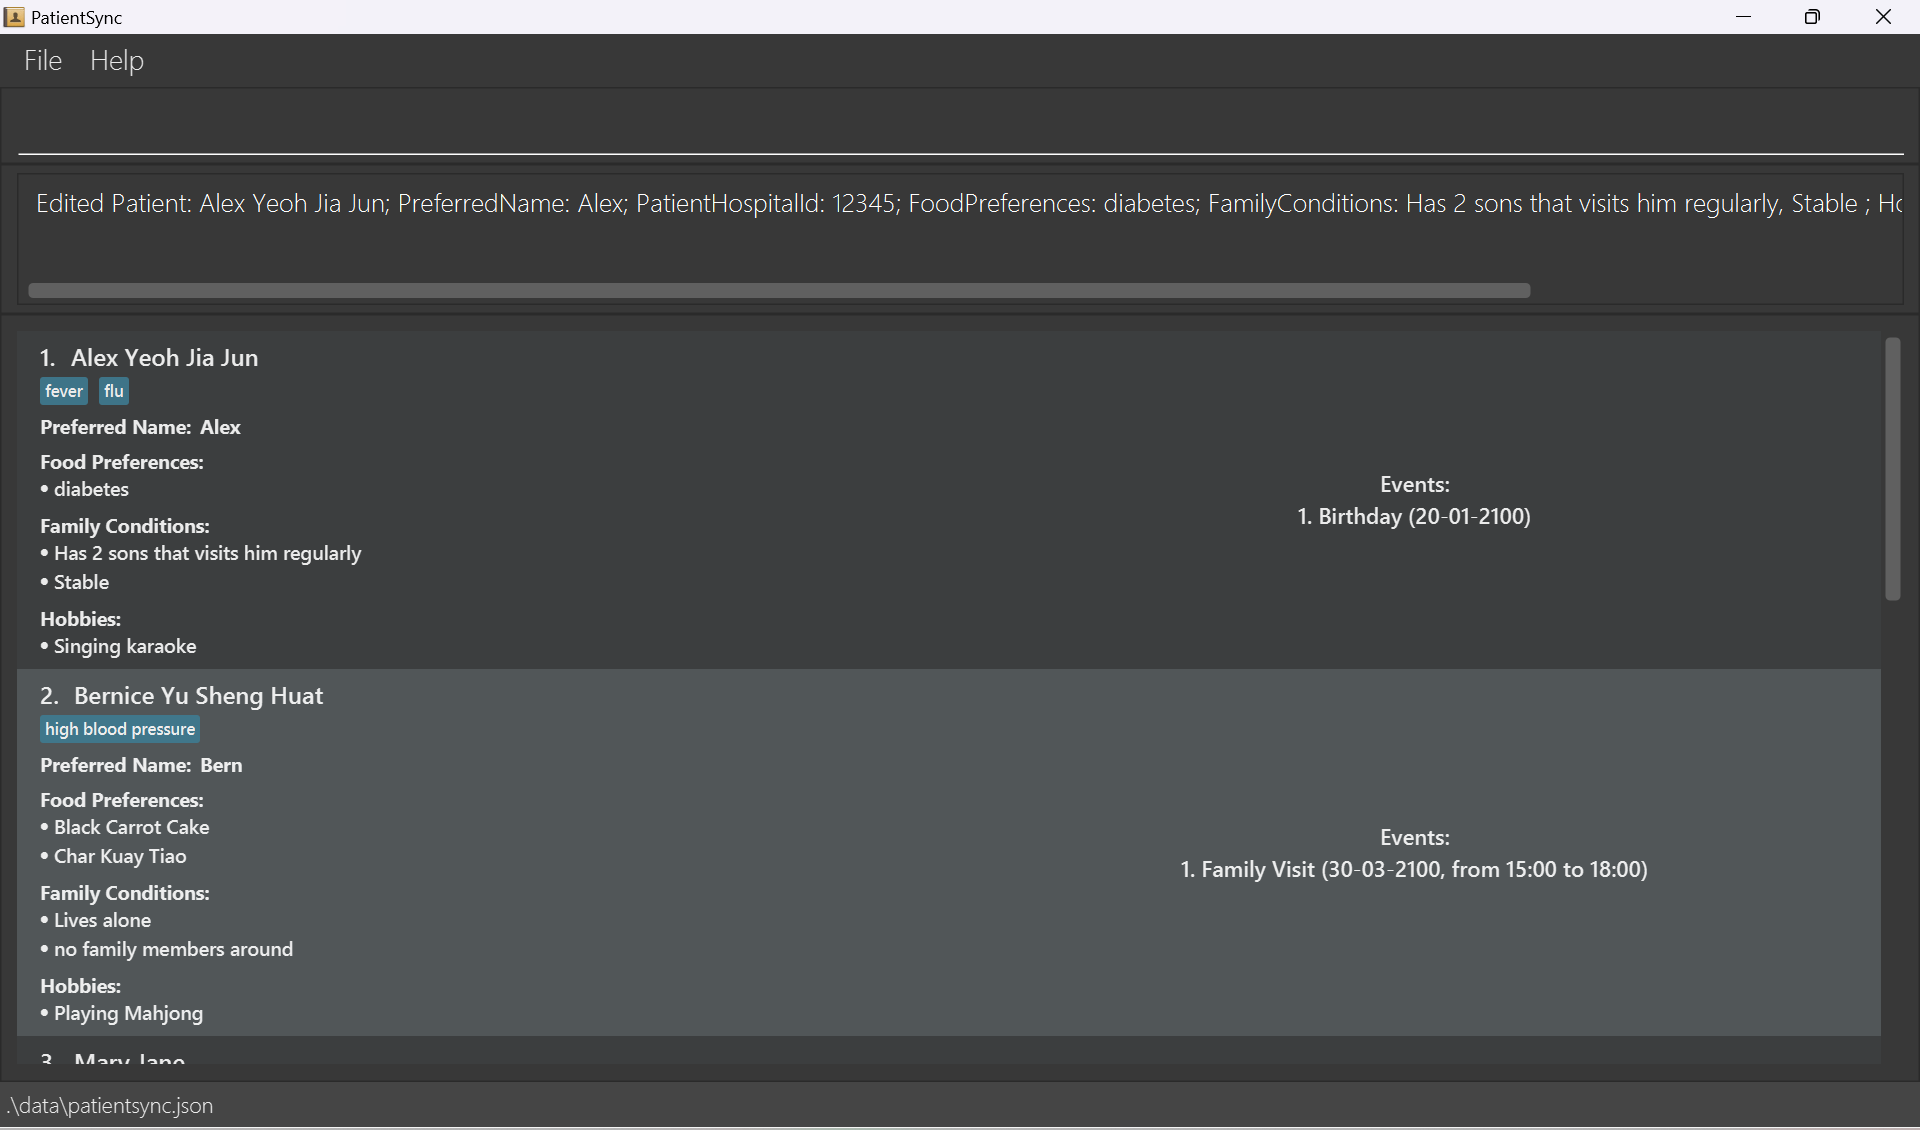 PatientSync
File Help
Edited Patient: Alex Yeoh Jia Jun; PreferredName: Alex; PatientHospitalId: 12345; FoodPreferences: diabetes; FamilyConditions: Has 2 sons that visits him regularly, Stable ;
1. Alex Yeoh Jia Jun
fever flu
Preferred Name: Alex
Food Preferences:
• diabetes
Family Conditions:
• Has 2 sons that visits him regularly
• Stable
Hobbies:
• Singing karaoke
Events:
1. Birthday (20-01-2100)
2. Bernice Yu Sheng Huat
high blood pressure
Preferred Name: Bern
Food Preferences:
• Black Carrot Cake
• Char Kuay Tiao
Family Conditions:
• Lives alone
• no family members around
Hobbies:
• Playing Mahjong
Events:
1. Family Visit (30-03-2100, from 15:00 to 18:00)
3. Mary Jane
.\data\patientsync.json